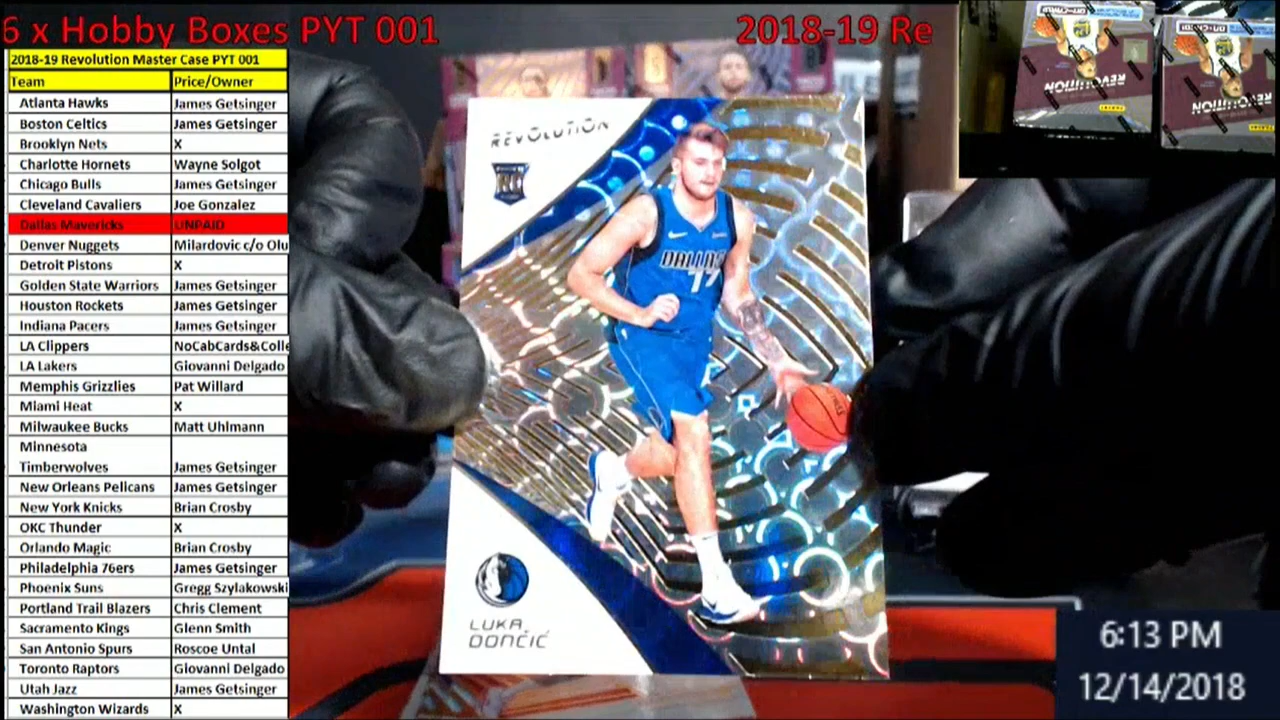 6 x Hobby Boxes PYT 001
2018-19 Re
2018-19 Revolution Master Case PYT 001
Team Price/Owner
Atlanta Hawks James Getsinger
Boston Celtics James Getsinger
Brooklyn Nets X
Charlotte Hornets Wayne Solgot
Chicago Bulls James Getsinger
Cleveland Cavaliers Joe Gonzalez
Dallas Mavericks UNPAID
Denver Nuggets Milardovic c/o Olu
Detroit Pistons X
Golden State Warriors James Getsinger
Houston Rockets James Getsinger
Indiana Pacers James Getsinger
LA Clippers NoCabCards&Colle
LA Lakers Giovanni Delgado
Memphis Grizzlies Pat Willard
Miami Heat X
Milwaukee Bucks Matt Uhlmann
Minnesota
Timberwolves James Getsinger
New Orleans Pelicans James Getsinger
New York Knicks Brian Crosby
OKC Thunder X
Orlando Magic Brian Crosby
Philadelphia 76ers James Getsinger
Phoenix Suns Gregg Szylakowski
Portland Trail Blazers Chris Clement
Sacramento Kings Glenn Smith
San Antonio Spurs Roscoe Untal
Toronto Raptors Giovanni Delgado
Utah Jazz James Getsinger
Washington Wizards X
REVOLUTION
RC
DALLAS
77
LUKA
DONČIĆ
REVOLUTION
REVOLUTION
PANINI
6:13 PM
12/14/2018